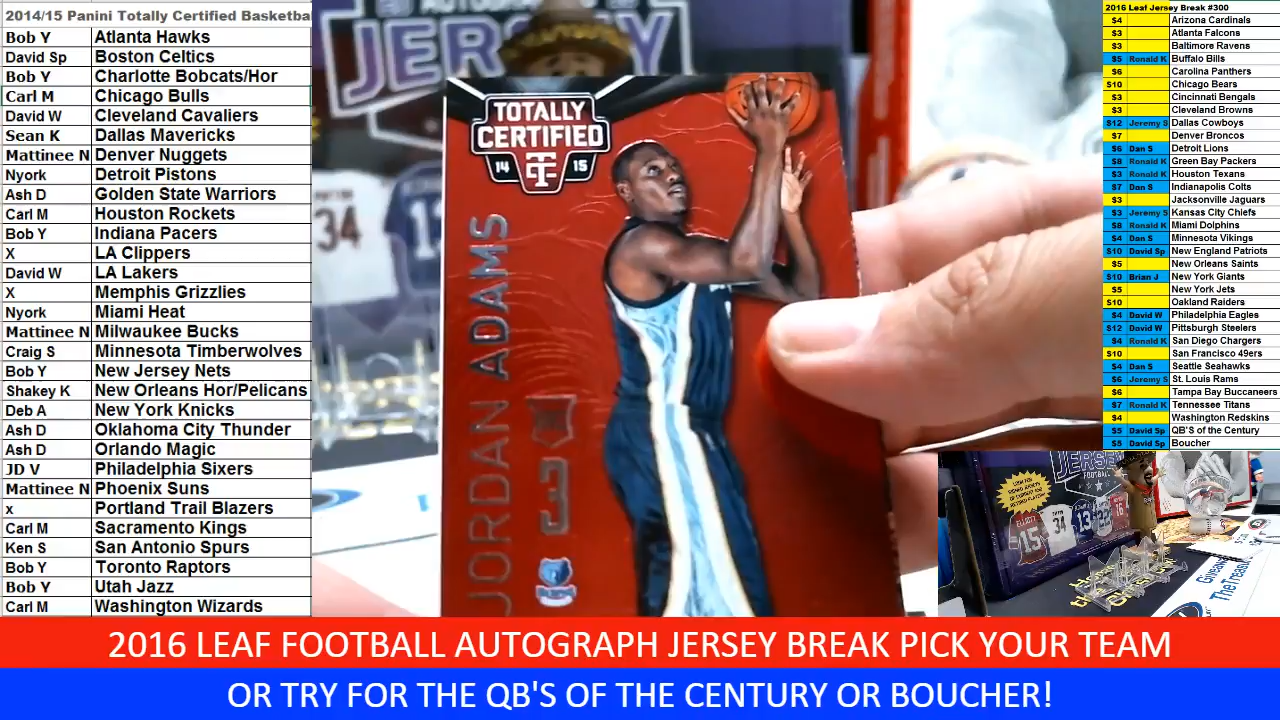 2014/15 Panini Totally Certified Basketba
Bob Y Atlanta Hawks
David Sp Boston Celtics
Bob Y Charlotte Bobcats/Hor
Carl M Chicago Bulls
David W Cleveland Cavaliers
Sean K Dallas Mavericks
Mattinee N Denver Nuggets
Nyork Detroit Pistons
Ash D Golden State Warriors
Carl M Houston Rockets
Bob Y Indiana Pacers
X LA Clippers
David W LA Lakers
X Memphis Grizzlies
Nyork Miami Heat
Mattinee N Milwaukee Bucks
Craig S Minnesota Timberwolves
Bob Y New Jersey Nets
Shakey K New Orleans Hor/Pelicans
Deb A New York Knicks
Ash D Oklahoma City Thunder
Ash D Orlando Magic
JD V Philadelphia Sixers
Mattinee N Phoenix Suns
x Portland Trail Blazers
Carl M Sacramento Kings
Ken S San Antonio Spurs
Bob Y Toronto Raptors
Bob Y Utah Jazz
Carl M Washington Wizards
JERSEY
34
TOTALLY
CERTIFIED
14 TC 15
JORDAN ADAMS
3
2016 Leaf Jersey Break #300
$4 Arizona Cardinals
$3 Atlanta Falcons
$3 Baltimore Ravens
$5 Ronald K Buffalo Bills
$6 Carolina Panthers
$10 Chicago Bears
$3 Cincinnati Bengals
$3 Cleveland Browns
$12 Jeremy S Dallas Cowboys
$7 Denver Broncos
$6 Dan S Detroit Lions
$8 Ronald K Green Bay Packers
$3 Ronald K Houston Texans
$7 Dan S Indianapolis Colts
$3 Jacksonville Jaguars
$3 Jeremy S Kansas City Chiefs
$8 Ronald K Miami Dolphins
$4 Dan S Minnesota Vikings
$10 David Sp New England Patriots
$5 New Orleans Saints
$10 Brian J New York Giants
$5 New York Jets
$10 Oakland Raiders
$4 David W Philadelphia Eagles
$12 David W Pittsburgh Steelers
$4 Ronald K San Diego Chargers
$10 San Francisco 49ers
$4 Dan S Seattle Seahawks
$6 Jeremy S St. Louis Rams
$6 Tampa Bay Buccaneers
$7 Ronald K Tennessee Titans
$4 Washington Redskins
$5 David Sp QB'S of the Century
$5 David Sp Boucher
JERSEY
FOOTBALL
ELLIOTT
15
34
13
16
Giveaw
TheTreasu
2016 LEAF FOOTBALL AUTOGRAPH JERSEY BREAK PICK YOUR TEAM
OR TRY FOR THE QB'S OF THE CENTURY OR BOUCHER!